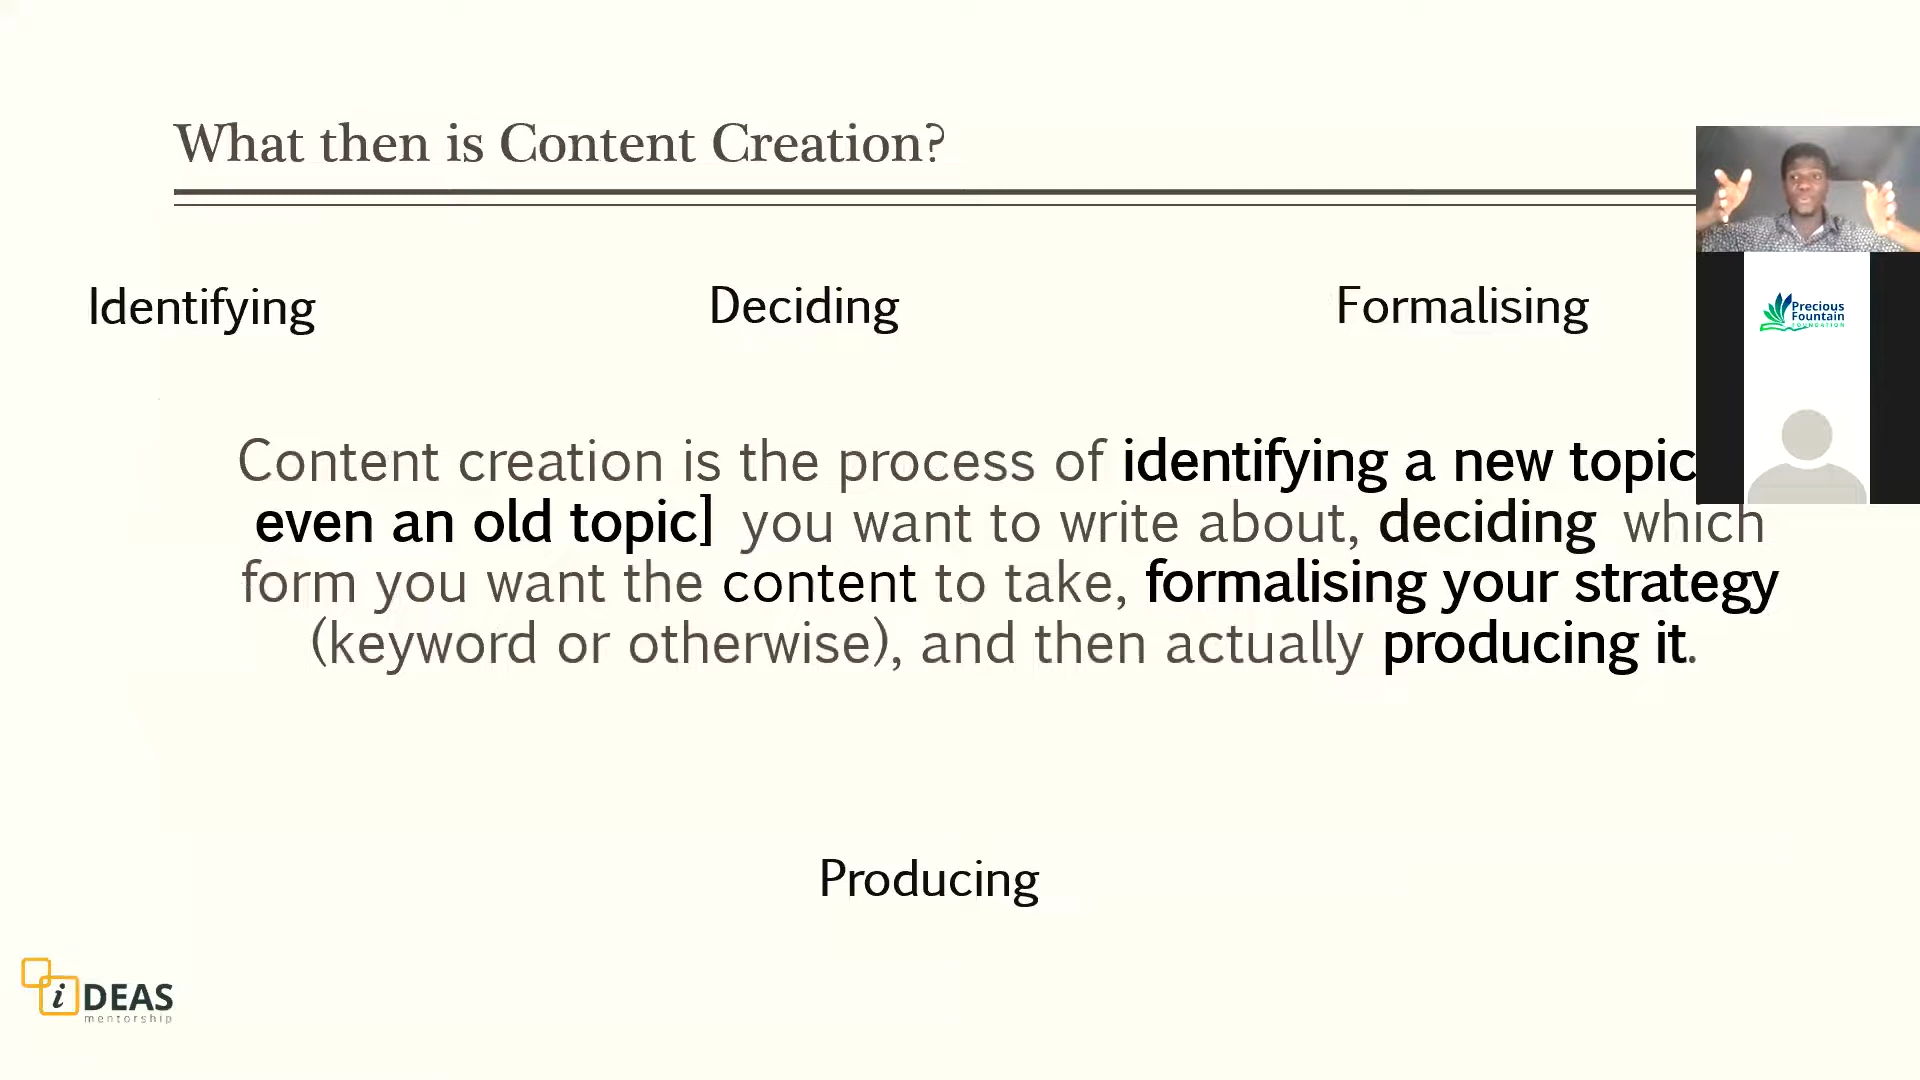 What then is Content Creation?
Identifying
Deciding
Formalising
Precious
Fountain
FOUNDATION
Content creation is the process of identifying a new topic
even an old topic] you want to write about, deciding which
form you want the content to take, formalising your strategy
(keyword or otherwise), and then actually producing it.
Producing
iDEAS
mentorship